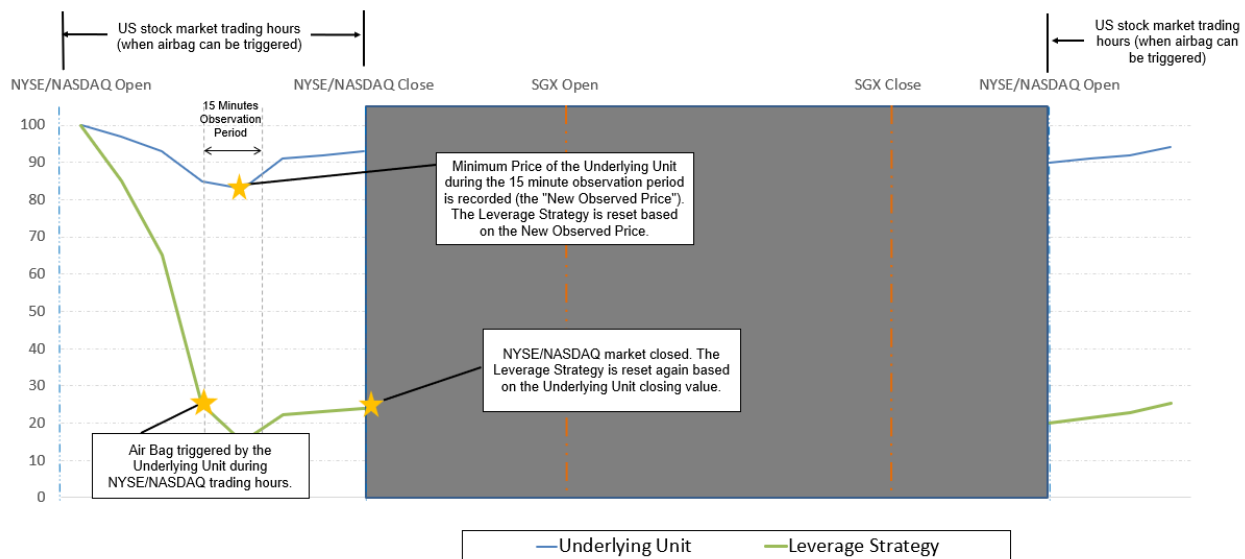 US stock market trading hours
(when airbag can be triggered)
US stock market trading
hours (when airbag can
be triggered)
NYSE/NASDAQ Open
NYSE/NASDAQ Close
SGX Open
SGX Close
NYSE/NASDAQ Open
15 Minutes
Observation
Period
100
90
80
70
60
50
40
30
20
10
0
Minimum Price of the Underlying Unit
during the 15 minute observation period
is recorded (the "New Observed Price").
The Leverage Strategy is reset based
on the New Observed Price.
NYSE/NASDAQ market closed. The
Leverage Strategy is reset again based
on the Underlying Unit closing value.
Air Bag triggered by the
Underlying Unit during
NYSE/NASDAQ trading hours.
Underlying Unit
Leverage Strategy